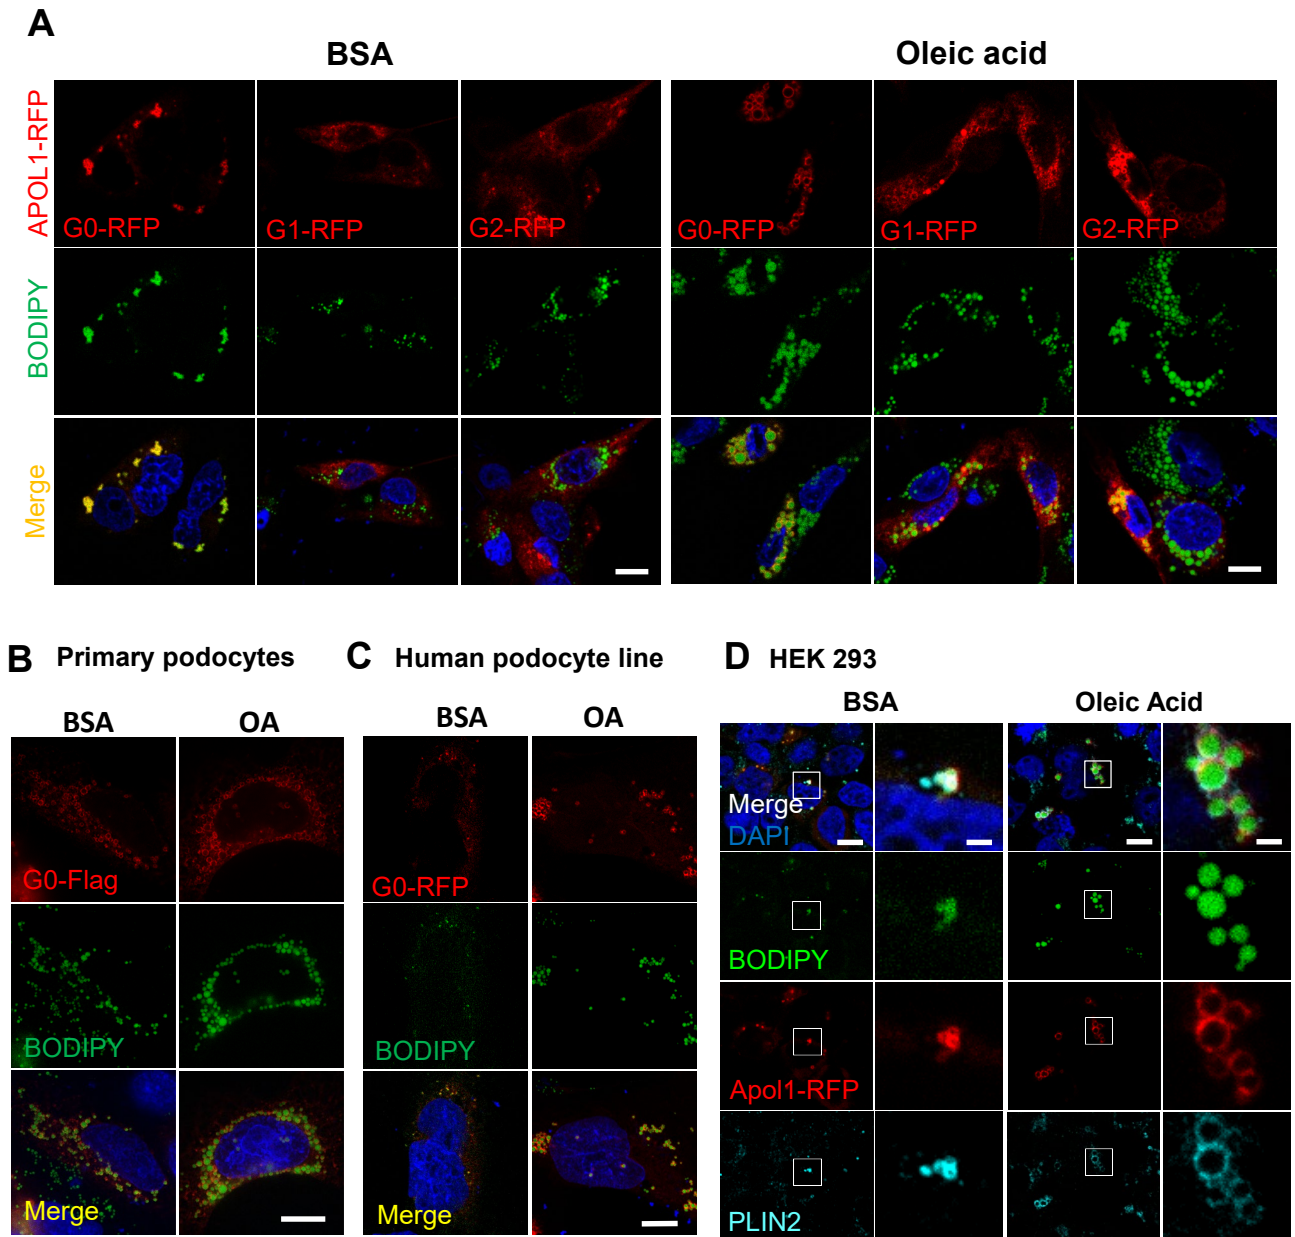 A
BSA
Oleic acid
APOL1-RFP
G0-RFP
G1-RFP
G2-RFP
G0-RFP
G1-RFP
G2-RFP
BODIPY
Merge
B Primary podocytes
BSA
OA
G0-Flag
BODIPY
Merge
C Human podocyte line
BSA
OA
G0-RFP
BODIPY
Merge
D HEK 293
BSA
Oleic Acid
Merge
DAPI
BODIPY
Apol1-RFP
PLIN2